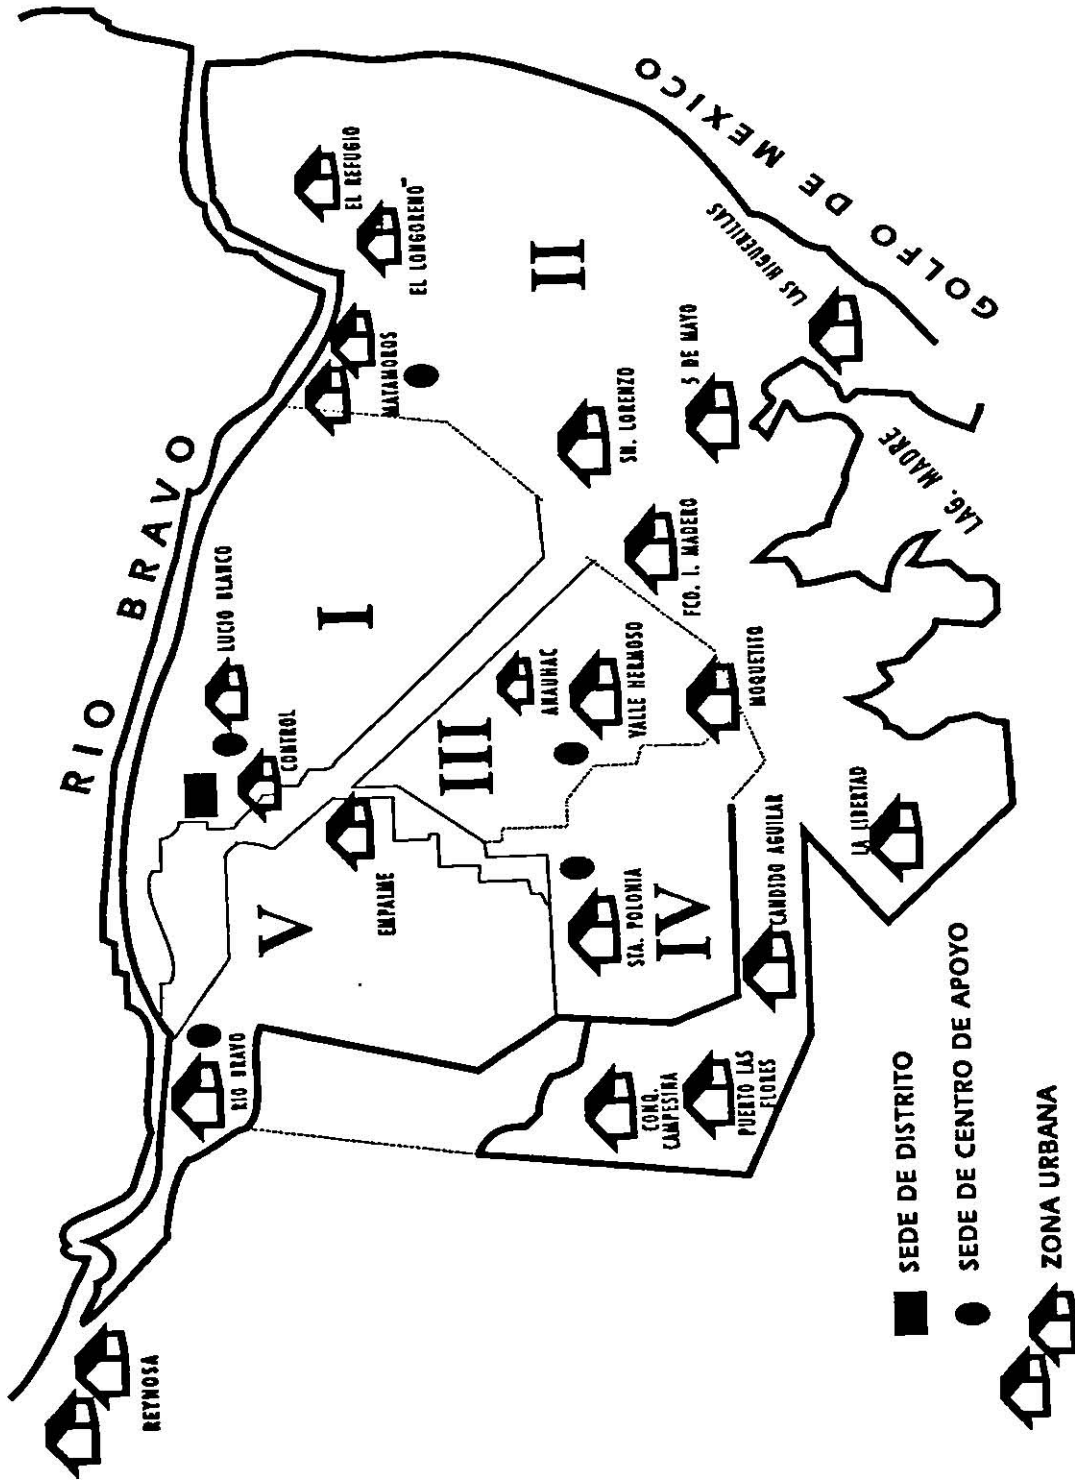 RIO BRAVO
GOLFO DE MEXICO
REYNOSA
RIO BRAVO
CONTROL
LUCIO BLANCO
MATAMOROS
EL REFUGIO
EL LONGOREÑO
I
II
III
IV
V
EMPALME
ANAUHAC
VALLE HERMOSO
SN. LORENZO
5 DE MAYO
LAS HIGUERILLAS
FCO. I. MADERO
MOQUETITO
LAG. MADRE
STA. POLONIA
CANDIDO AGUILAR
LA LIBERTAD
CONQ.
CAMPESINA
PUERTO LAS
FLORES
SEDE DE DISTRITO
SEDE DE CENTRO DE APOYO
ZONA URBANA